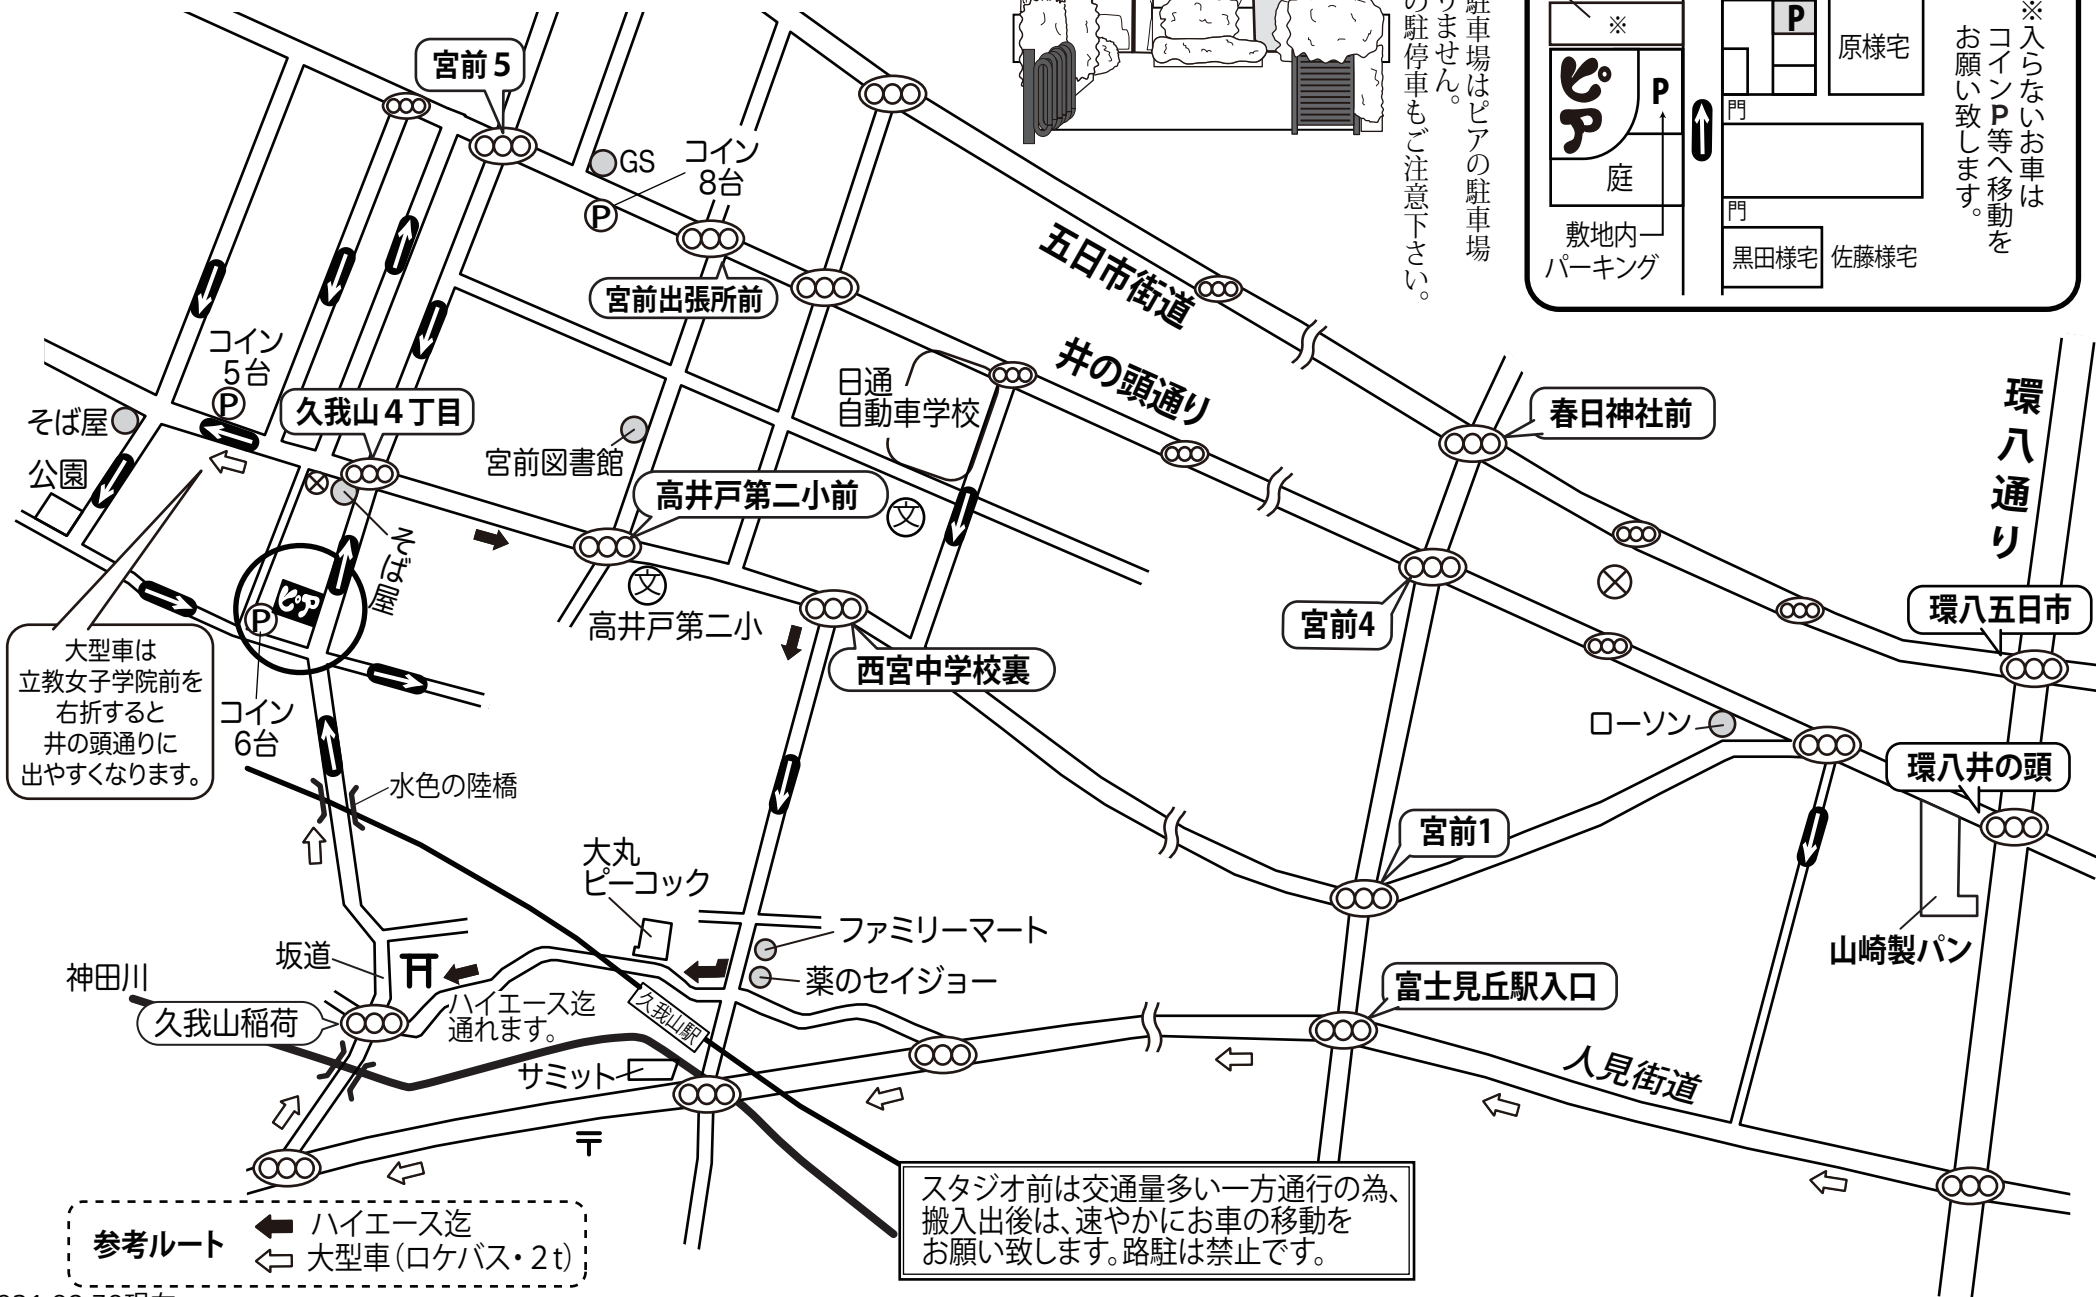 駐車場はピアの駐車場
りません。
の駐停車もご注意下さい。
※入らないお車は
コインP等へ移動を
お願い致します。
※
P
原様宅
ピア
P
門
庭
門
敷地内
パーキング
黒田様宅
佐藤様宅
宮前5
GS
コイン
8台
P
宮前出張所前
五日市街道
井の頭通り
環八通り
コイン
5台
P
そば屋
久我山4丁目
公園
宮前図書館
日通
自動車学校
春日神社前
高井戸第二小前
文
そば屋
文
高井戸第二小
ピア
P
西宮中学校裏
宮前4
環八五日市
大型車は
立教女子学院前を
右折すると
井の頭通りに
出やすくなります。
コイン
6台
水色の陸橋
ローソン
環八井の頭
宮前1
大丸
ピーコック
ファミリーマート
薬のセイジョー
山崎製パン
坂道
神田川
久我山稲荷
ハイエース迄
通れます。
久我山駅
サミット
富士見丘駅入口
人見街道
〒
スタジオ前は交通量多い一方通行の為、
搬入出後は、速やかにお車の移動を
お願い致します。路駐は禁止です。
参考ルート
ハイエース迄
大型車(ロケバス・2t)